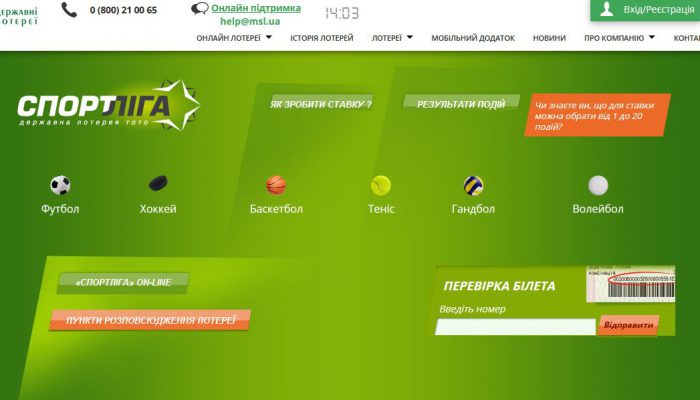 ДЕРЖАВНІ
ЛОТЕРЕЇ
0 (800) 21 00 65
Онлайн підтримка
help@msl.ua
14:03
Вхід/Реєстрація
ОНЛАЙН ЛОТЕРЕЇ
ІСТОРІЯ ЛОТЕРЕЙ
ЛОТЕРЕЇ
МОБІЛЬНИЙ ДОДАТОК
НОВИНИ
ПРО КОМПАНІЮ
КОНТА
СПОРТЛІГА
державна лотерея тото
ЯК ЗРОБИТИ СТАВКУ ?
РЕЗУЛЬТАТИ ПОДІЙ
Чи знаєте ви, що для ставки
можна обрати від 1 до 20
подій?
Футбол
Хоккей
Баскетбол
Теніс
Гандбол
Волейбол
«СПОРТЛІГА» ON-LINE
ПУНКТИ РОЗПОВСЮДЖЕННЯ ЛОТЕРЕЇ
ПЕРЕВІРКА БІЛЕТА
Введіть номер
Відправити